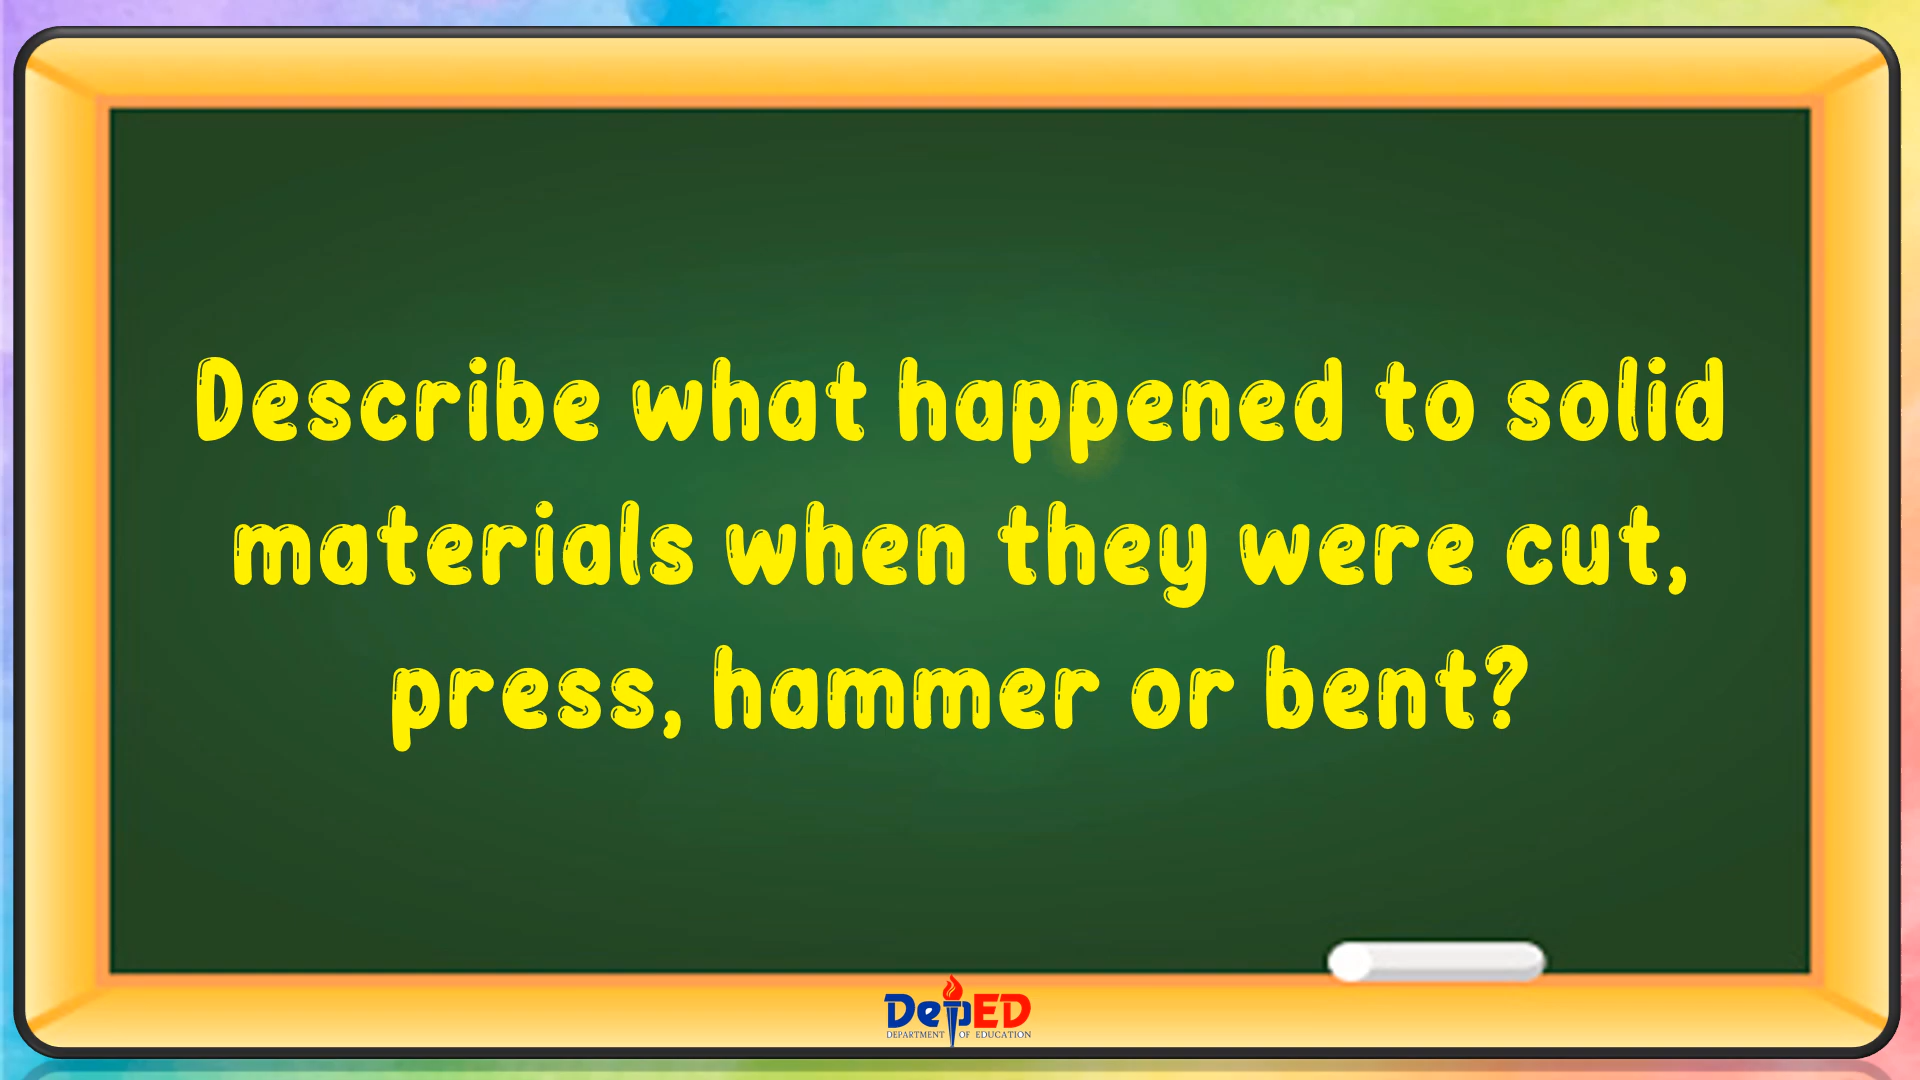 Describe what happened to solid
materials when they were cut,
press, hammer or bent?
DepED
DEPARTMENT OF EDUCATION